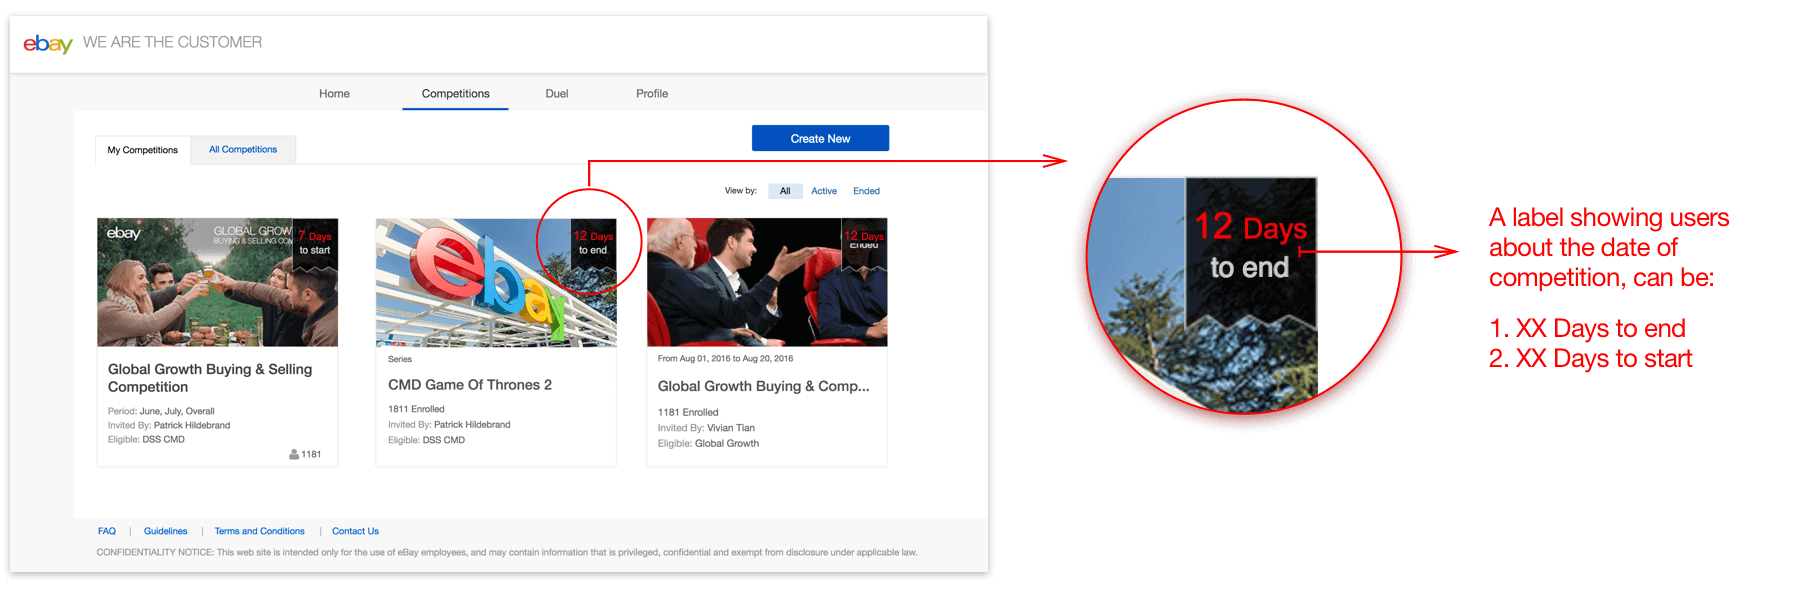 ebay WE ARE THE CUSTOMER
Home Competitions Duel Profile
My Competitions All Competitions
Create New
View by: All Active Ended
ebay
GLOBAL GROW
BUYING & SELLING COM
7 Days
to start
Global Growth Buying & Selling
Competition
Period: June, July, Overall
Invited By: Patrick Hildebrand
Eligible: DSS CMD
1181
ebay
12 Days
to end
Series
CMD Game Of Thrones 2
1811 Enrolled
Invited By: Patrick Hildebrand
Eligible: DSS CMD
12 Days
Ended
From Aug 01, 2016 to Aug 20, 2016
Global Growth Buying & Comp...
1181 Enrolled
Invited By: Vivian Tian
Eligible: Global Growth
FAQ | Guidelines | Terms and Conditions | Contact Us
CONFIDENTIALITY NOTICE: This web site is intended only for the use of eBay employees, and may contain information that is privileged, confidential and exempt from disclosure under applicable law.
12 Days
to end
A label showing users
about the date of
competition, can be:
1. XX Days to end
2. XX Days to start